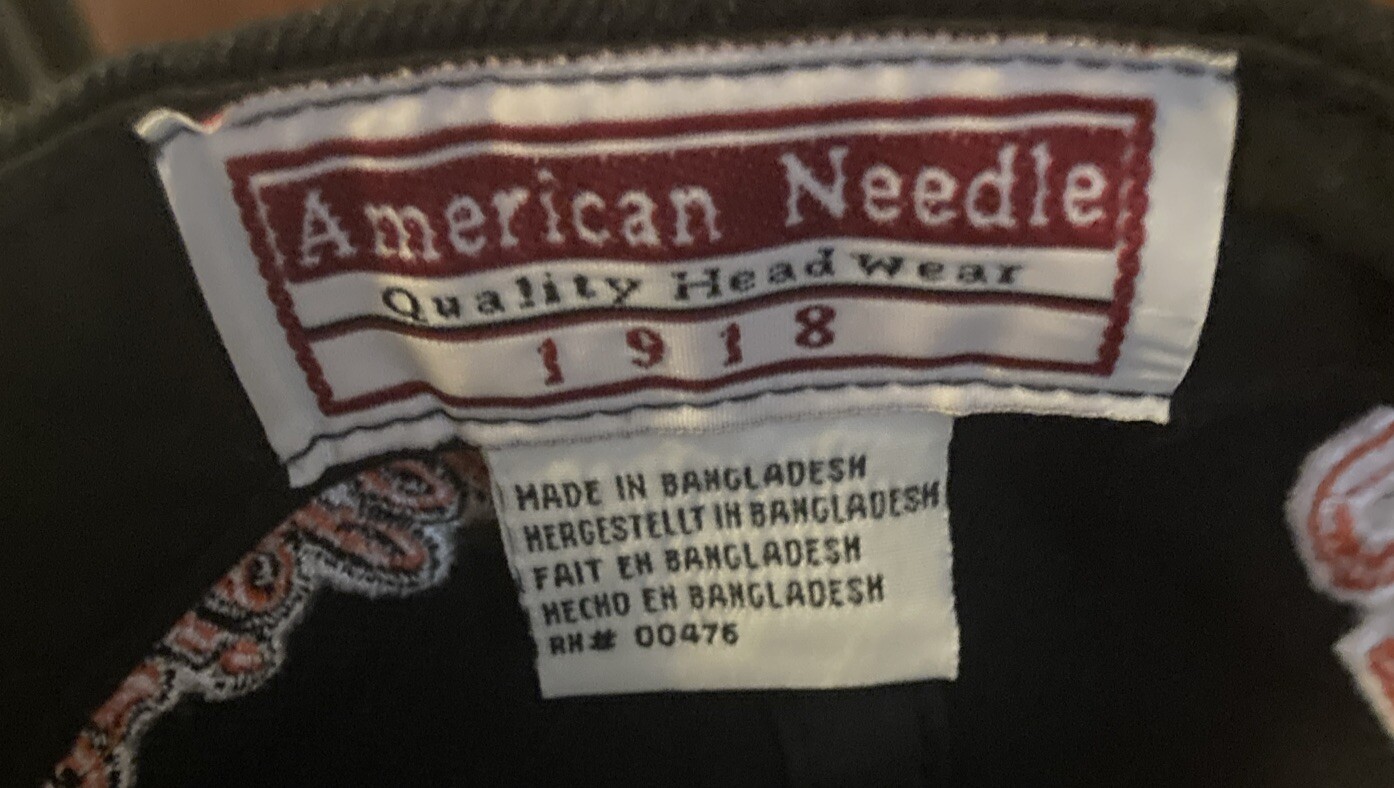 American Needle
Quality Head Wear
1918
MADE IN BANGLADESH
HERGESTELLT IN BANGLADESH
FAIT EN BANGLADESH
HECHO EN BANGLADESH
RN# 00476